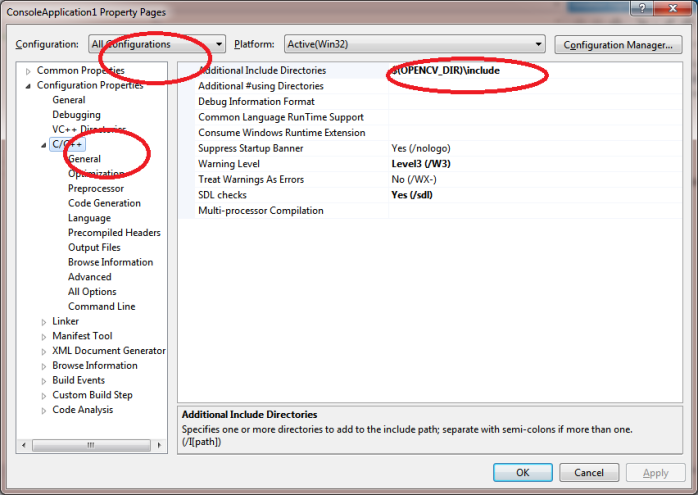 ConsoleApplication1 Property Pages
Configuration: All Configurations Platform: Active(Win32) Configuration Manager...
Common Properties
Configuration Properties
General
Debugging
VC++ Directories
C/C++
General
Optimization
Preprocessor
Code Generation
Language
Precompiled Headers
Output Files
Browse Information
Advanced
All Options
Command Line
Linker
Manifest Tool
XML Document Generator
Browse Information
Build Events
Custom Build Step
Code Analysis
Additional Include Directories $(OPENCV_DIR)\include
Additional #using Directories
Debug Information Format
Common Language RunTime Support
Consume Windows Runtime Extension
Suppress Startup Banner Yes (/nologo)
Warning Level Level3 (/W3)
Treat Warnings As Errors No (/WX-)
SDL checks Yes (/sdl)
Multi-processor Compilation
Additional Include Directories
Specifies one or more directories to add to the include path; separate with semi-colons if more than one.
(/I[path])
OK Cancel Apply